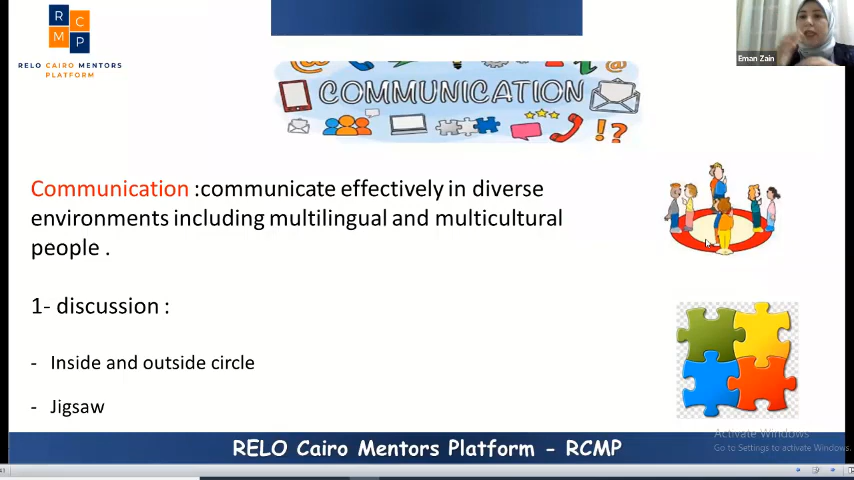 R
C
M
P
RELO CAIRO MENTORS
PLATFORM
Eman Zain
COMMUNICATION
Communication :communicate effectively in diverse
environments including multilingual and multicultural
people .
1- discussion :
- Inside and outside circle
- Jigsaw
Activate Windows
Go to Settings to activate Windows.
RELO Cairo Mentors Platform - RCMP